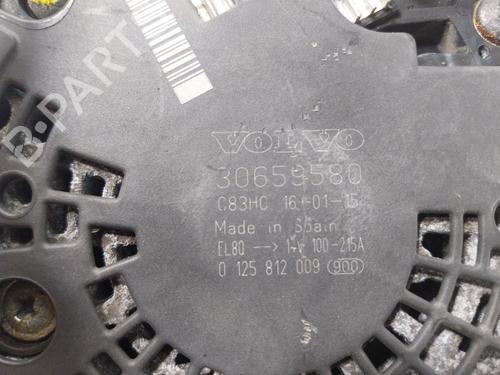 B-PARTS
VOLVO
30659580
C83HC 16-01-15
Made in Spain
EL80 --> 14V 100-215A
0 125 812 009 900